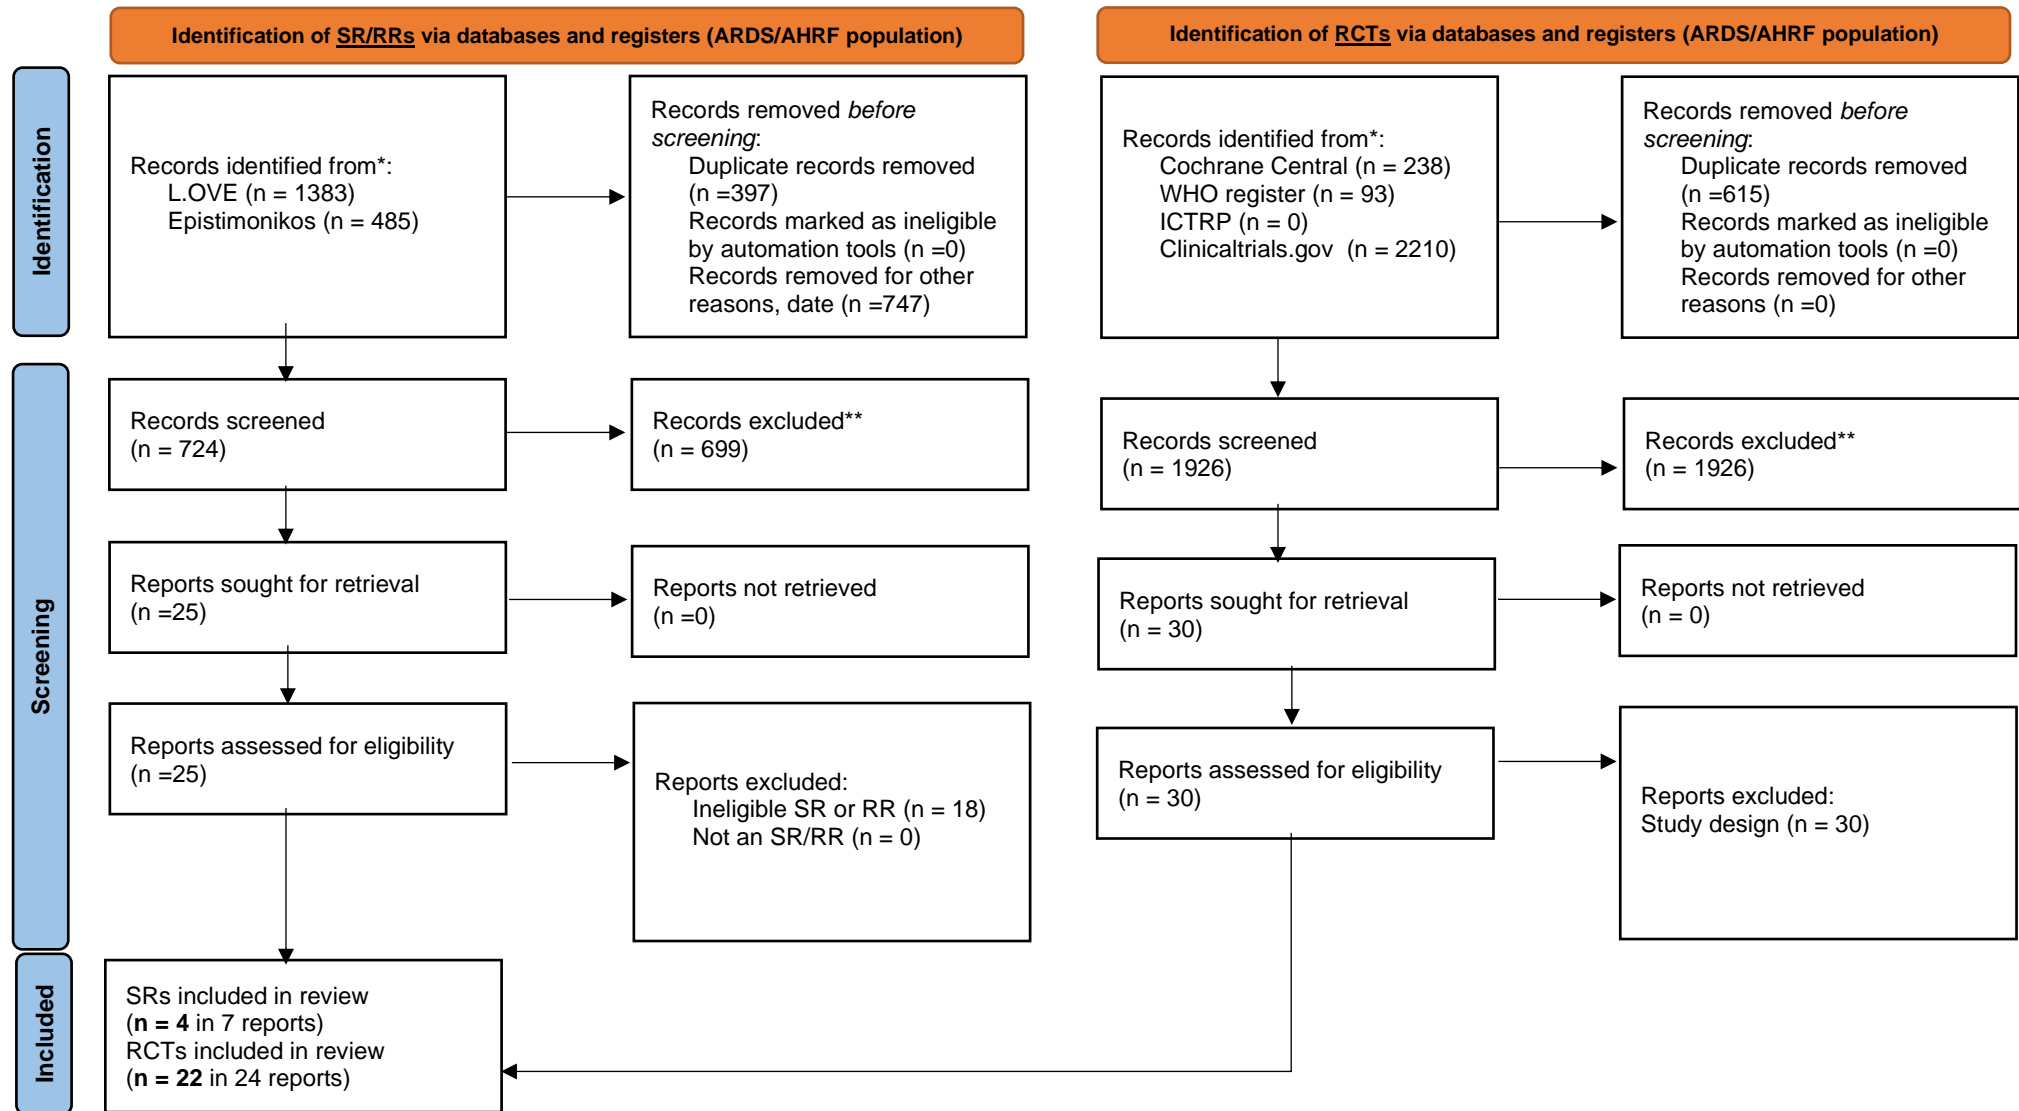 Identification of SR/RRs via databases and registers (ARDS/AHRF population)
Identification of RCTs via databases and registers (ARDS/AHRF population)
Identification
Records identified from*:
L.OVE (n = 1383)
Epistimonikos (n = 485)
Records removed before
screening:
Duplicate records removed
(n =397)
Records marked as ineligible
by automation tools (n =0)
Records removed for other
reasons, date (n =747)
Records identified from*:
Cochrane Central (n = 238)
WHO register (n = 93)
ICTRP (n = 0)
Clinicaltrials.gov  (n = 2210)
Records removed before
screening:
Duplicate records removed
(n =615)
Records marked as ineligible
by automation tools (n =0)
Records removed for other
reasons (n =0)
Screening
Records screened
(n = 724)
Records excluded**
(n = 699)
Records screened
(n = 1926)
Records excluded**
(n = 1926)
Reports sought for retrieval
(n =25)
Reports not retrieved
(n =0)
Reports sought for retrieval
(n = 30)
Reports not retrieved
(n = 0)
Reports assessed for eligibility
(n =25)
Reports excluded:
Ineligible SR or RR (n = 18)
Not an SR/RR (n = 0)
Reports assessed for eligibility
(n = 30)
Reports excluded:
Study design (n = 30)
Included
SRs included in review
(n = 4 in 7 reports)
RCTs included in review
(n = 22 in 24 reports)